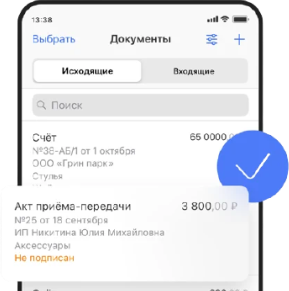 13:38
Выбрать Документы
Исходящие Входящие
Поиск
Счёт 65 0000,
№36-АБ/1 от 1 октября
ООО «Грин парк»
Стулья
Акт приёма-передачи 3 800,00 ₽
№25 от 18 сентября
ИП Никитина Юлия Михайловна
Аксессуары
Не подписан